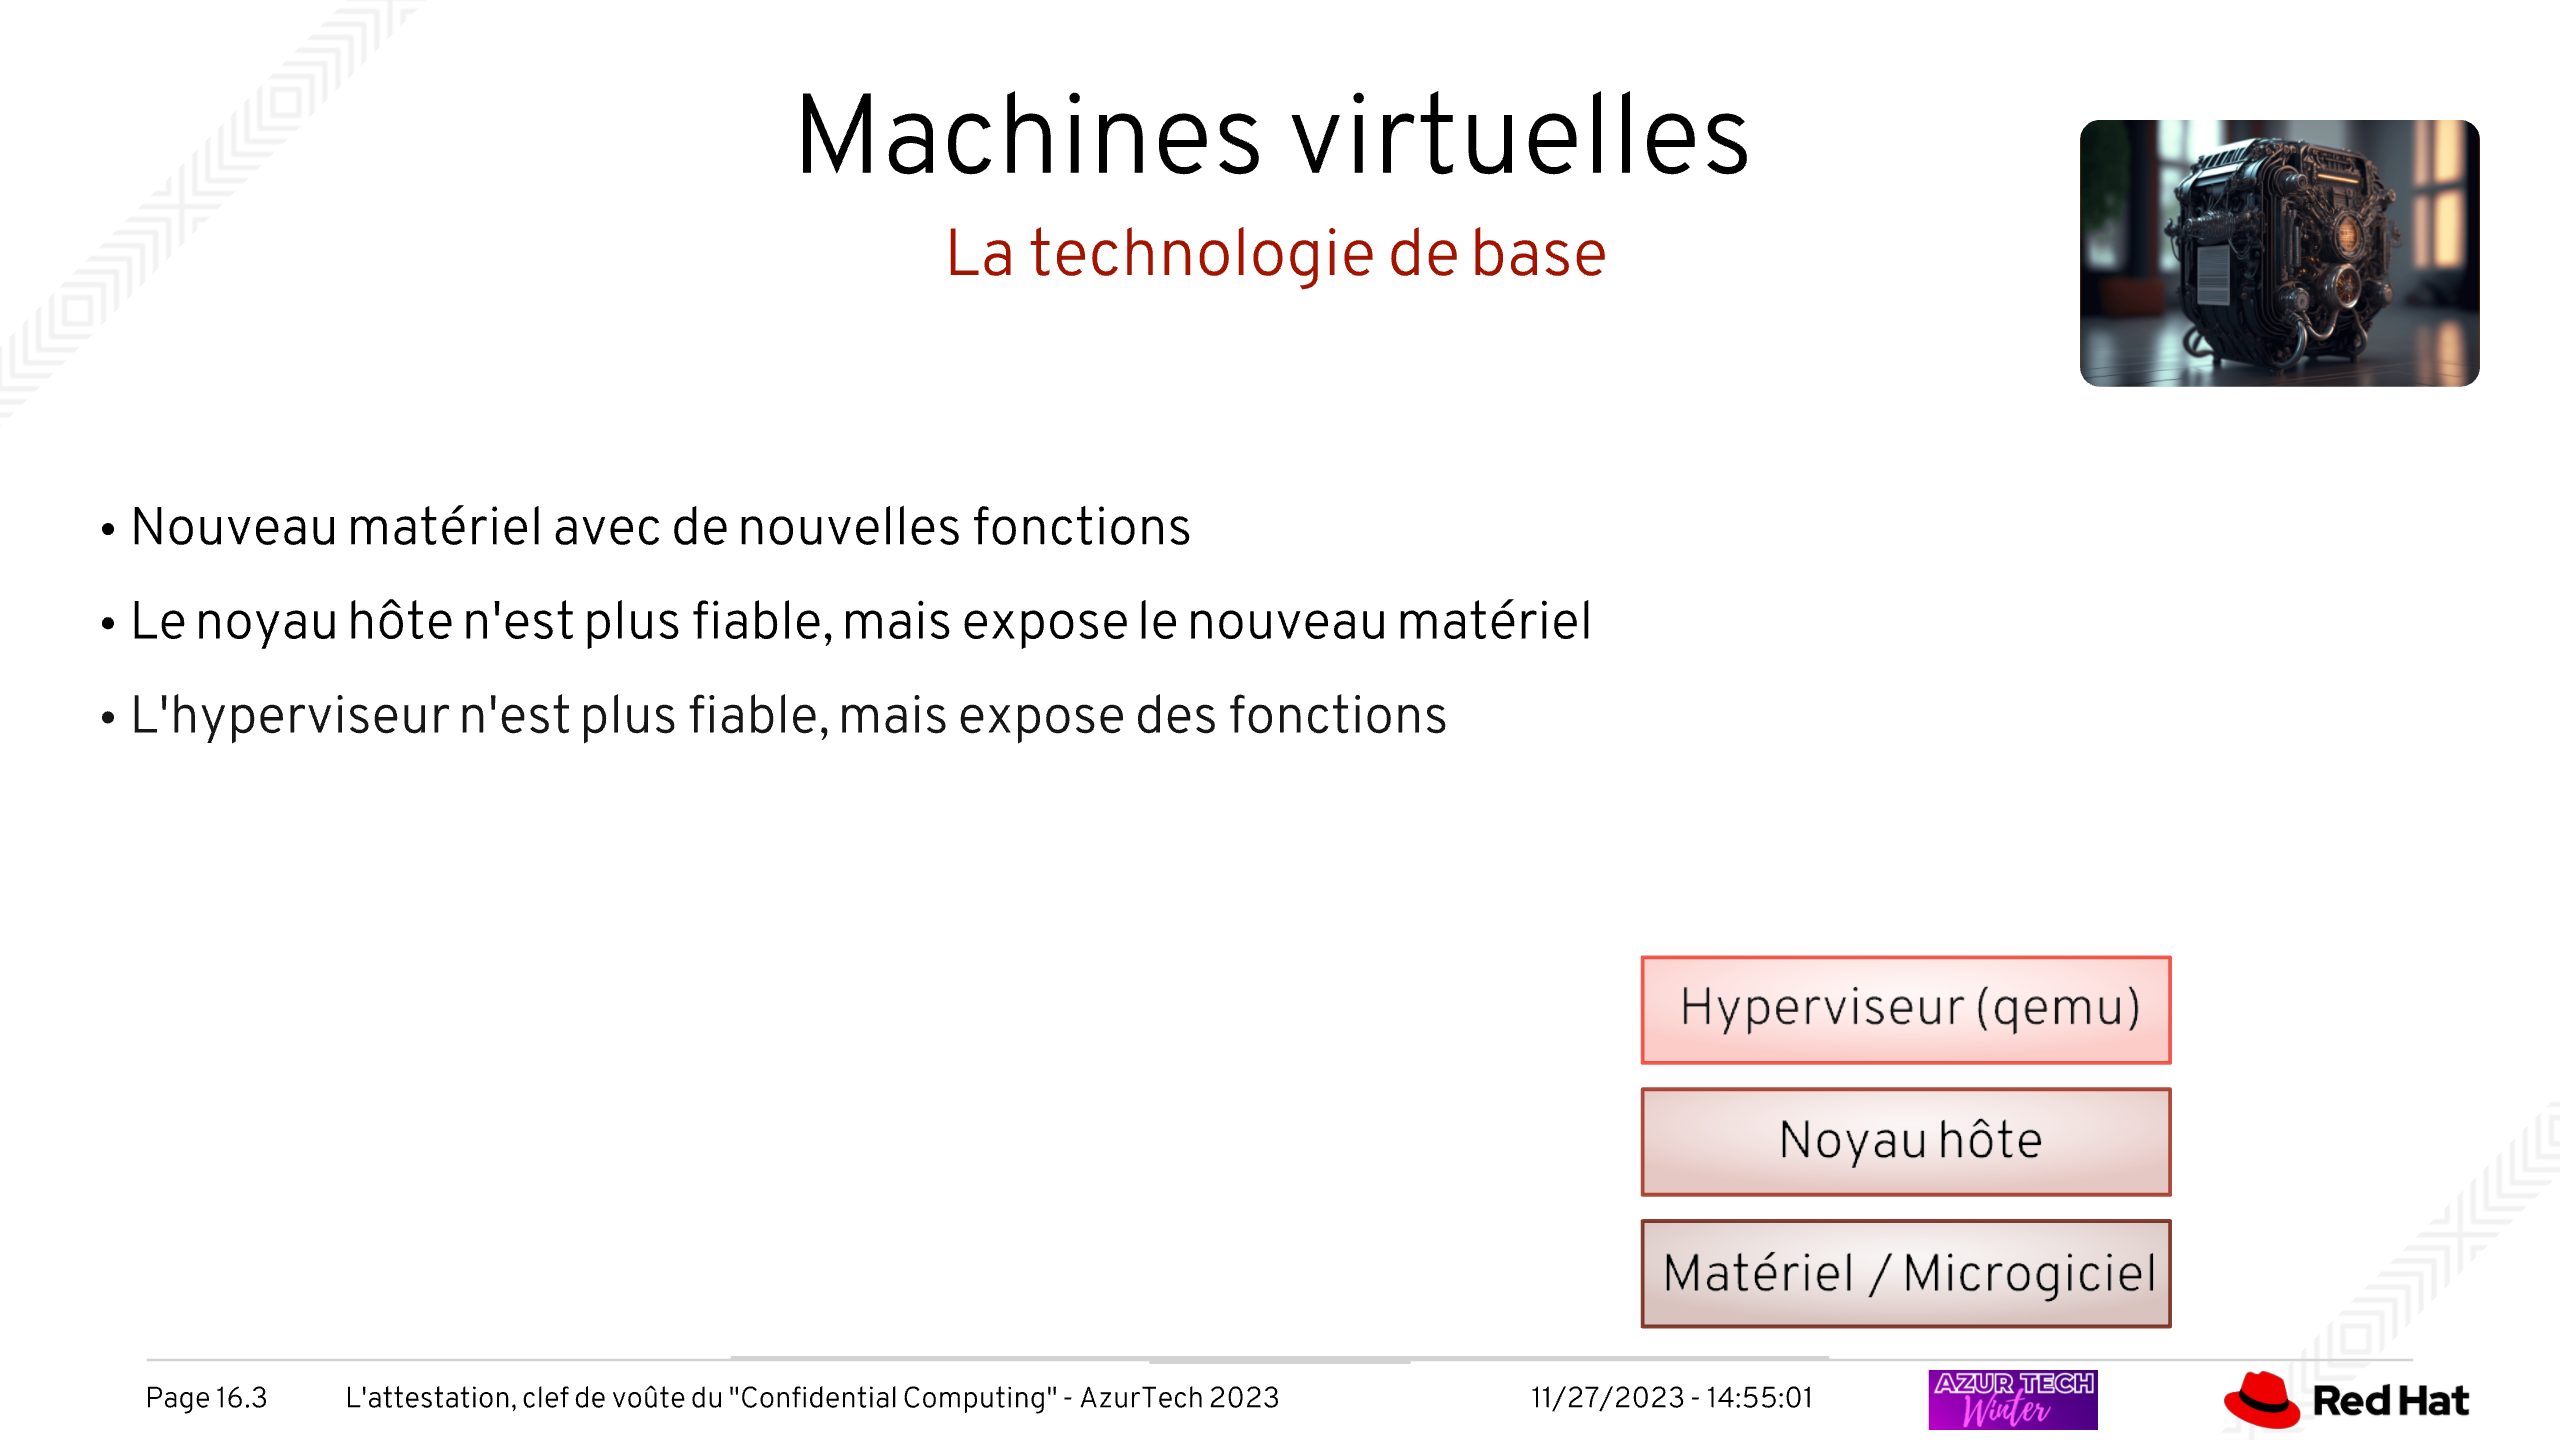 Machines virtuelles
La technologie de base
• Nouveau matériel avec de nouvelles fonctions
• Le noyau hôte n'est plus fiable, mais expose le nouveau matériel
• L'hyperviseur n'est plus fiable, mais expose des fonctions
Hyperviseur (qemu)
Noyau hôte
Matériel / Microgiciel
Page 16.3 L'attestation, clef de voûte du "Confidential Computing" - AzurTech 2023 11/27/2023 - 14:55:01
AZUR TECH
Winter
Red Hat